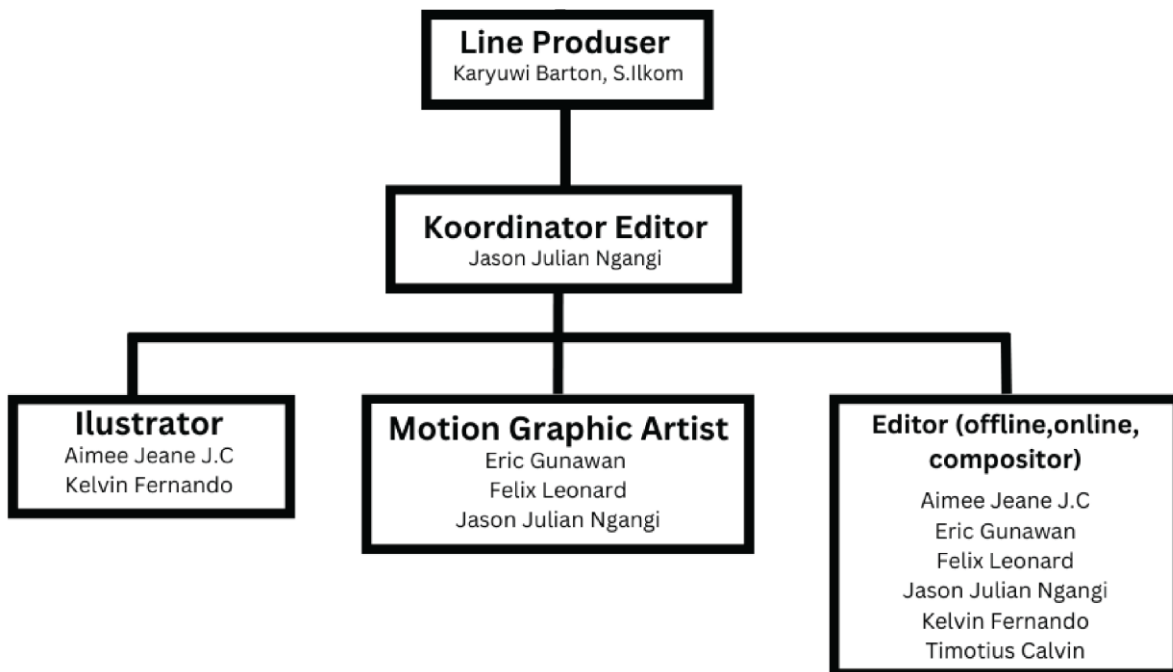 Line Produser
Karyuwi Barton, S.Ilkom
Koordinator Editor
Jason Julian Ngangi
Ilustrator
Aimee Jeane J.C
Kelvin Fernando
Motion Graphic Artist
Eric Gunawan
Felix Leonard
Jason Julian Ngangi
Editor (offline,online,
compositor)
Aimee Jeane J.C
Eric Gunawan
Felix Leonard
Jason Julian Ngangi
Kelvin Fernando
Timotius Calvin